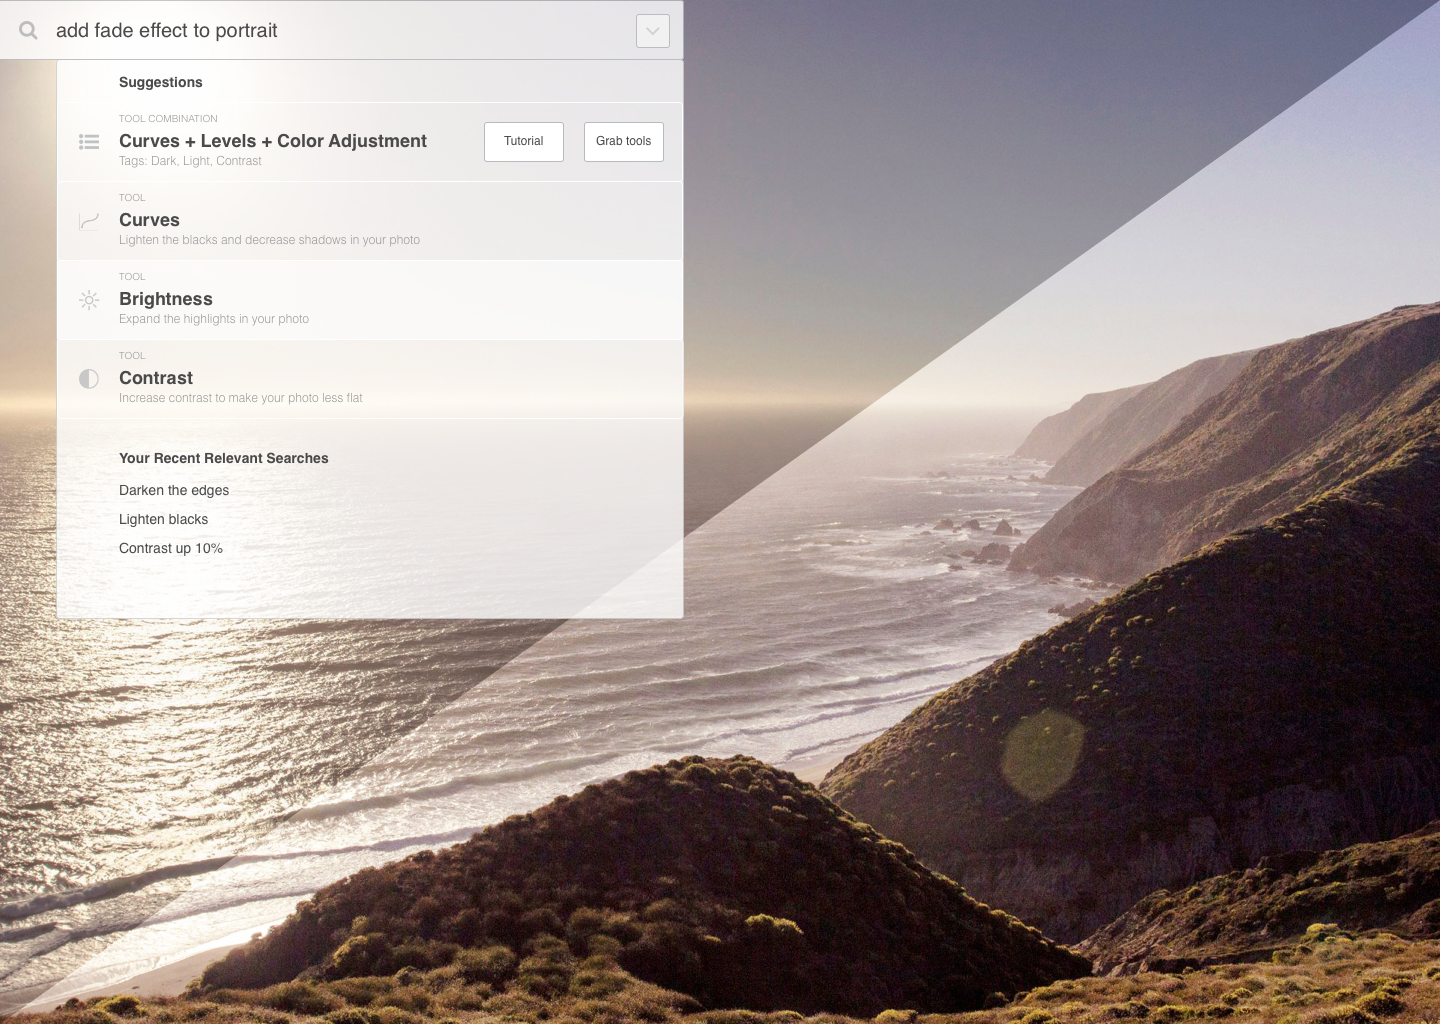 add fade effect to portrait
Suggestions
TOOL COMBINATION
Curves + Levels + Color Adjustment
Tags: Dark, Light, Contrast
Tutorial
Grab tools
TOOL
Curves
Lighten the blacks and decrease shadows in your photo
TOOL
Brightness
Expand the highlights in your photo
TOOL
Contrast
Increase contrast to make your photo less flat
Your Recent Relevant Searches
Darken the edges
Lighten blacks
Contrast up 10%